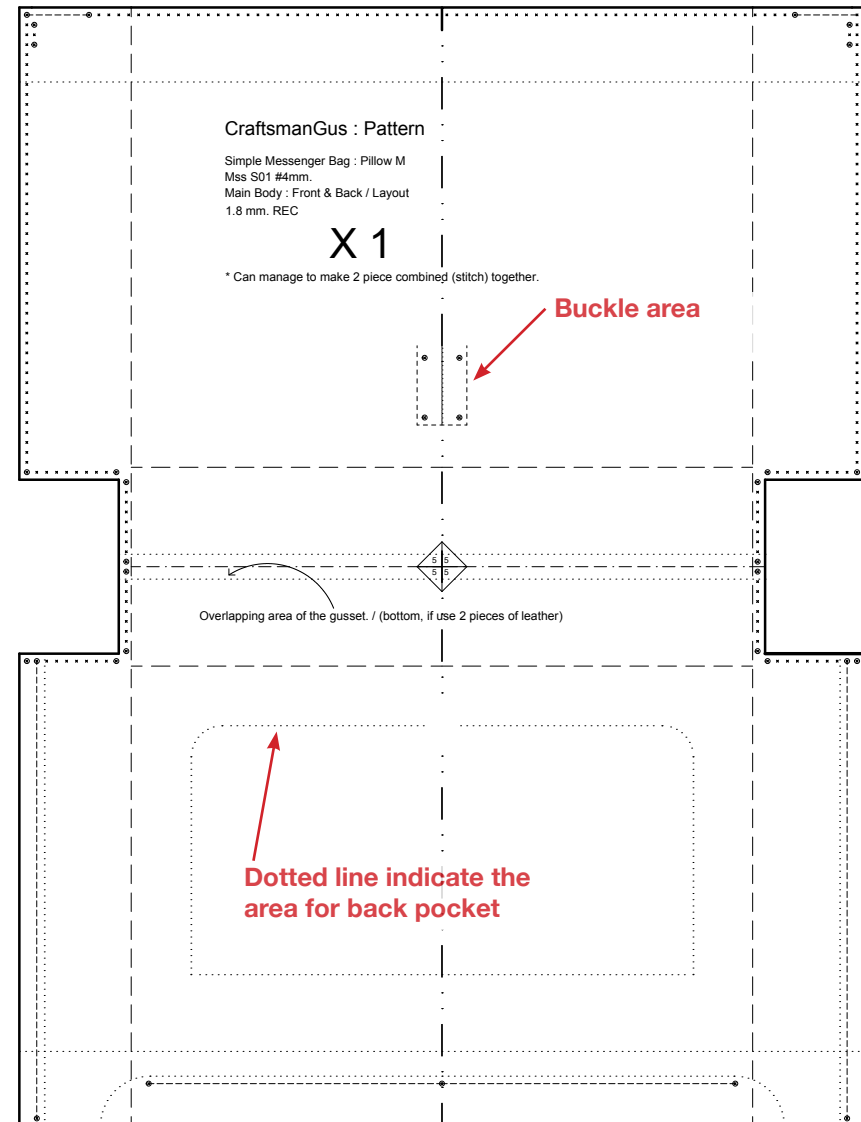 CraftsmanGus : Pattern
Simple Messenger Bag : Pillow M
Mss S01 #4mm.
Main Body : Front & Back / Layout
1.8 mm. REC
X 1
* Can manage to make 2 piece combined (stitch) together.
Buckle area
5 5
5 5
Overlapping area of the gusset. / (bottom, if use 2 pieces of leather)
Dotted line indicate the
area for back pocket